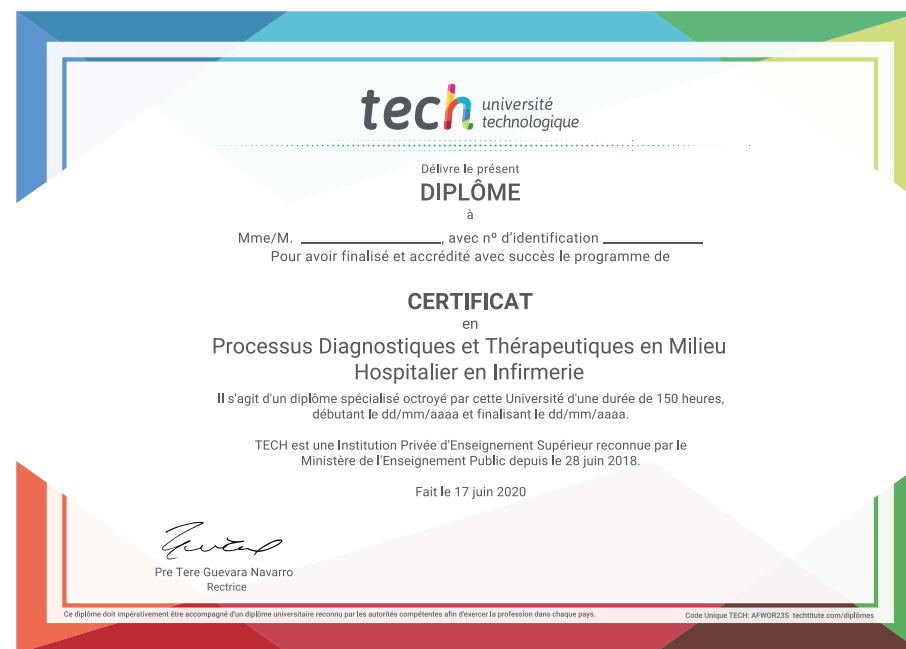 tech université
technologique
Délivre le présent
DIPLÔME
à
Mme/M. ____________________, avec nº d'identification ______________
Pour avoir finalisé et accrédité avec succès le programme de
CERTIFICAT
en
Processus Diagnostiques et Thérapeutiques en Milieu
Hospitalier en Infirmerie
Il s'agit d'un diplôme spécialisé octroyé par cette Université d'une durée de 150 heures,
débutant le dd/mm/aaaa et finalisant le dd/mm/aaaa.
TECH est une Institution Privée d'Enseignement Supérieur reconnue par le
Ministère de l'Enseignement Public depuis le 28 juin 2018.
Fait le 17 juin 2020
Pre Tere Guevara Navarro
Rectrice
Ce diplôme doit impérativement être accompagné d'un diplôme universitaire reconnu par les autorités compétentes afin d'exercer la profession dans chaque pays.
Code Unique TECH: AFWOR23S techtitute.com/diplômes